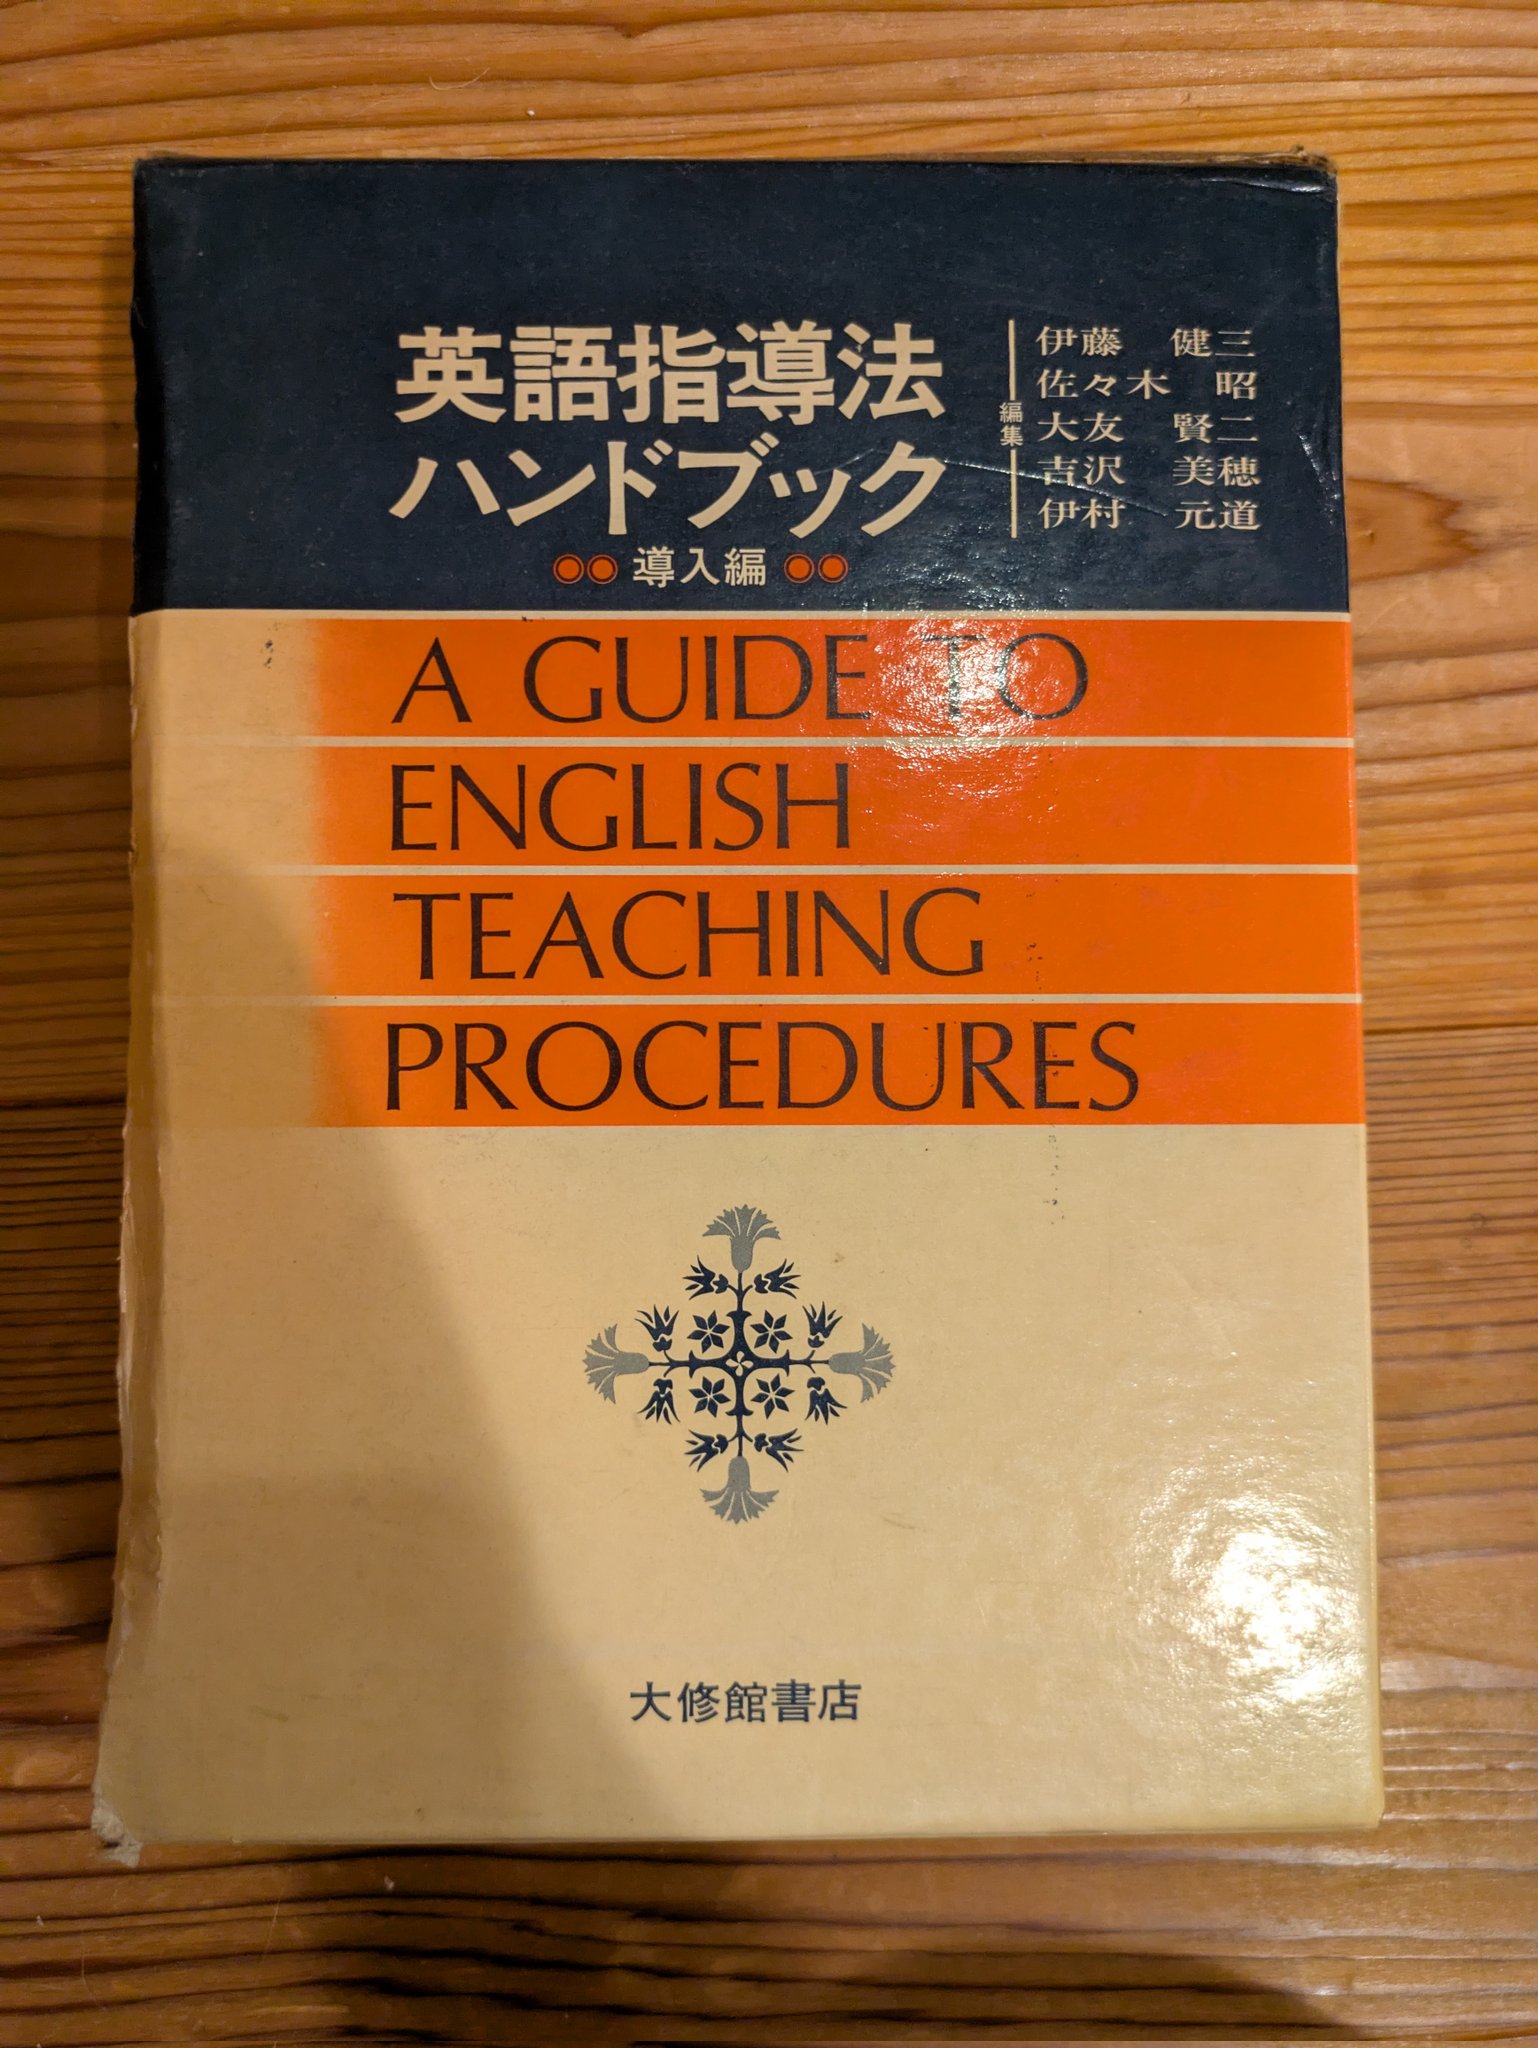 英語指導法
ハンドブック
導入編
伊藤 健三
佐々木 昭
大友 賢二
吉沢 美穂
伊村 元道
編集
A GUIDE TO
ENGLISH
TEACHING
PROCEDURES
大修館書店